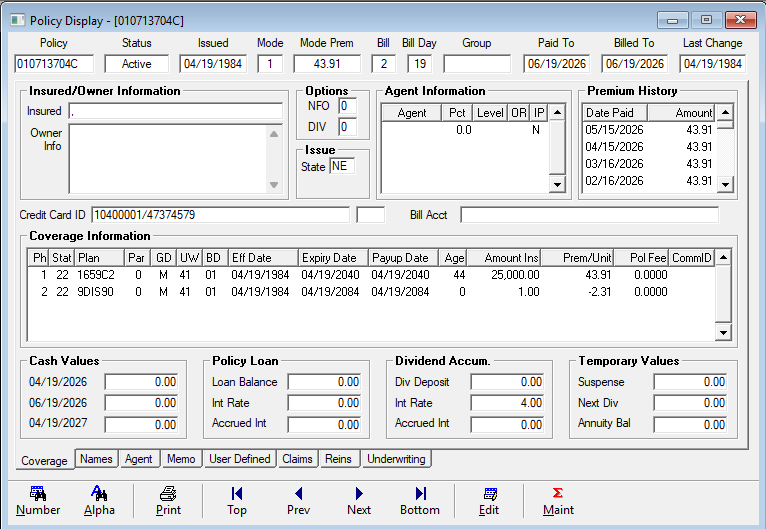 Policy Display - [010713704C]
Policy Status Issued Mode Mode Prem Bill Bill Day Group Paid To Billed To Last Change
010713704C Active 04/19/1984 1 43.91 2 19 06/19/2026 06/19/2026 04/19/1984
Insured/Owner Information
Insured .
Owner
Info
Options
NFO 0
DIV 0
Issue
State NE
Agent Information
Agent Pct Level OR IP
0.0 N
Premium History
Date Paid Amount
05/15/2026 43.91
04/15/2026 43.91
03/16/2026 43.91
02/16/2026 43.91
Credit Card ID 10400001/47374579 Bill Acct
Coverage Information
Ph Stat Plan Par GD UW BD Eff Date Expiry Date Payup Date Age Amount Ins Prem/Unit Pol Fee CommID
1 22 1659C2 0 M 41 01 04/19/1984 04/19/2040 04/19/2040 44 25,000.00 43.91 0.0000
2 22 9DIS90 0 M 41 01 04/19/1984 04/19/2084 04/19/2084 0 1.00 -2.31 0.0000
Cash Values
04/19/2026 0.00
06/19/2026 0.00
04/19/2027 0.00
Policy Loan
Loan Balance 0.00
Int Rate 0.00
Accrued Int 0.00
Dividend Accum.
Div Deposit 0.00
Int Rate 4.00
Accrued Int 0.00
Temporary Values
Suspense 0.00
Next Div 0.00
Annuity Bal 0.00
Coverage Names Agent Memo User Defined Claims Reins Underwriting
Number Alpha Print Top Prev Next Bottom Edit Maint